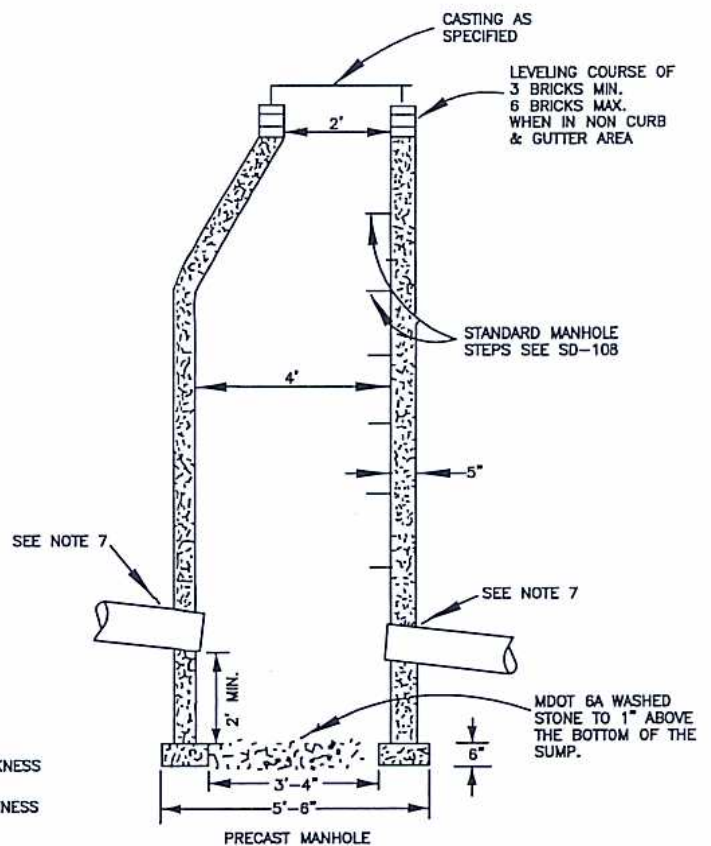 CASTING AS
SPECIFIED
LEVELING COURSE OF
3 BRICKS MIN.
6 BRICKS MAX.
WHEN IN NON CURB
& GUTTER AREA
2'
STANDARD MANHOLE
STEPS SEE SD-108
4'
5"
SEE NOTE 7
SEE NOTE 7
2' MIN.
MDOT 6A WASHED
STONE TO 1" ABOVE
THE BOTTOM OF THE
SUMP.
6"
3'-4"
5'-6"
PRECAST MANHOLE